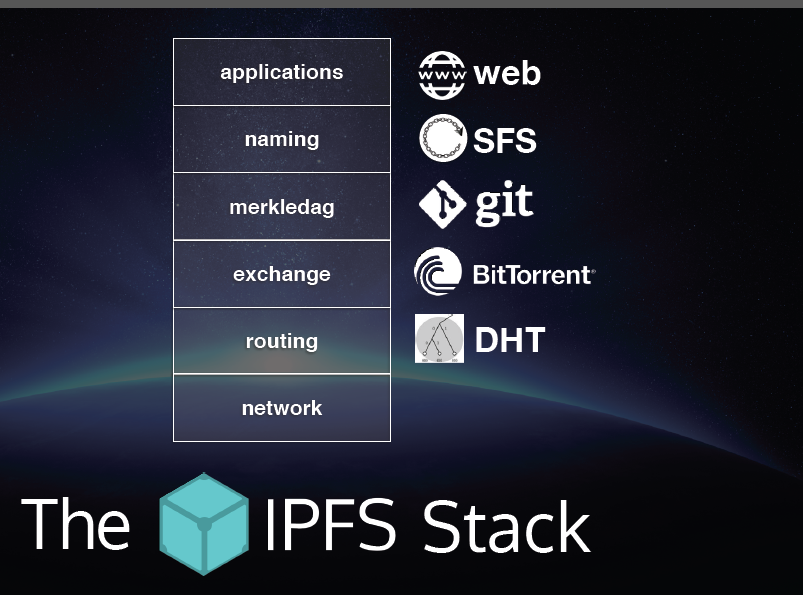 applications
www web
naming
SFS
merkledag
git
exchange
BitTorrent®
routing
DHT
network
The IPFS Stack